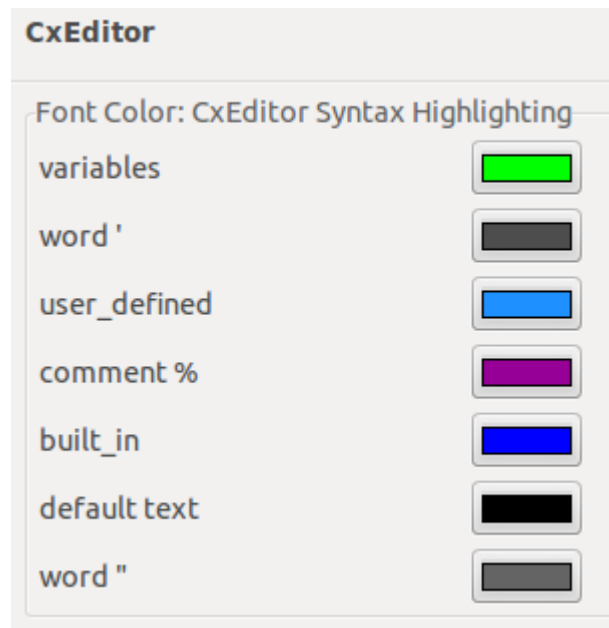 CxEditor
Font Color: CxEditor Syntax Highlighting
variables
word '
user_defined
comment %
built_in
default text
word "